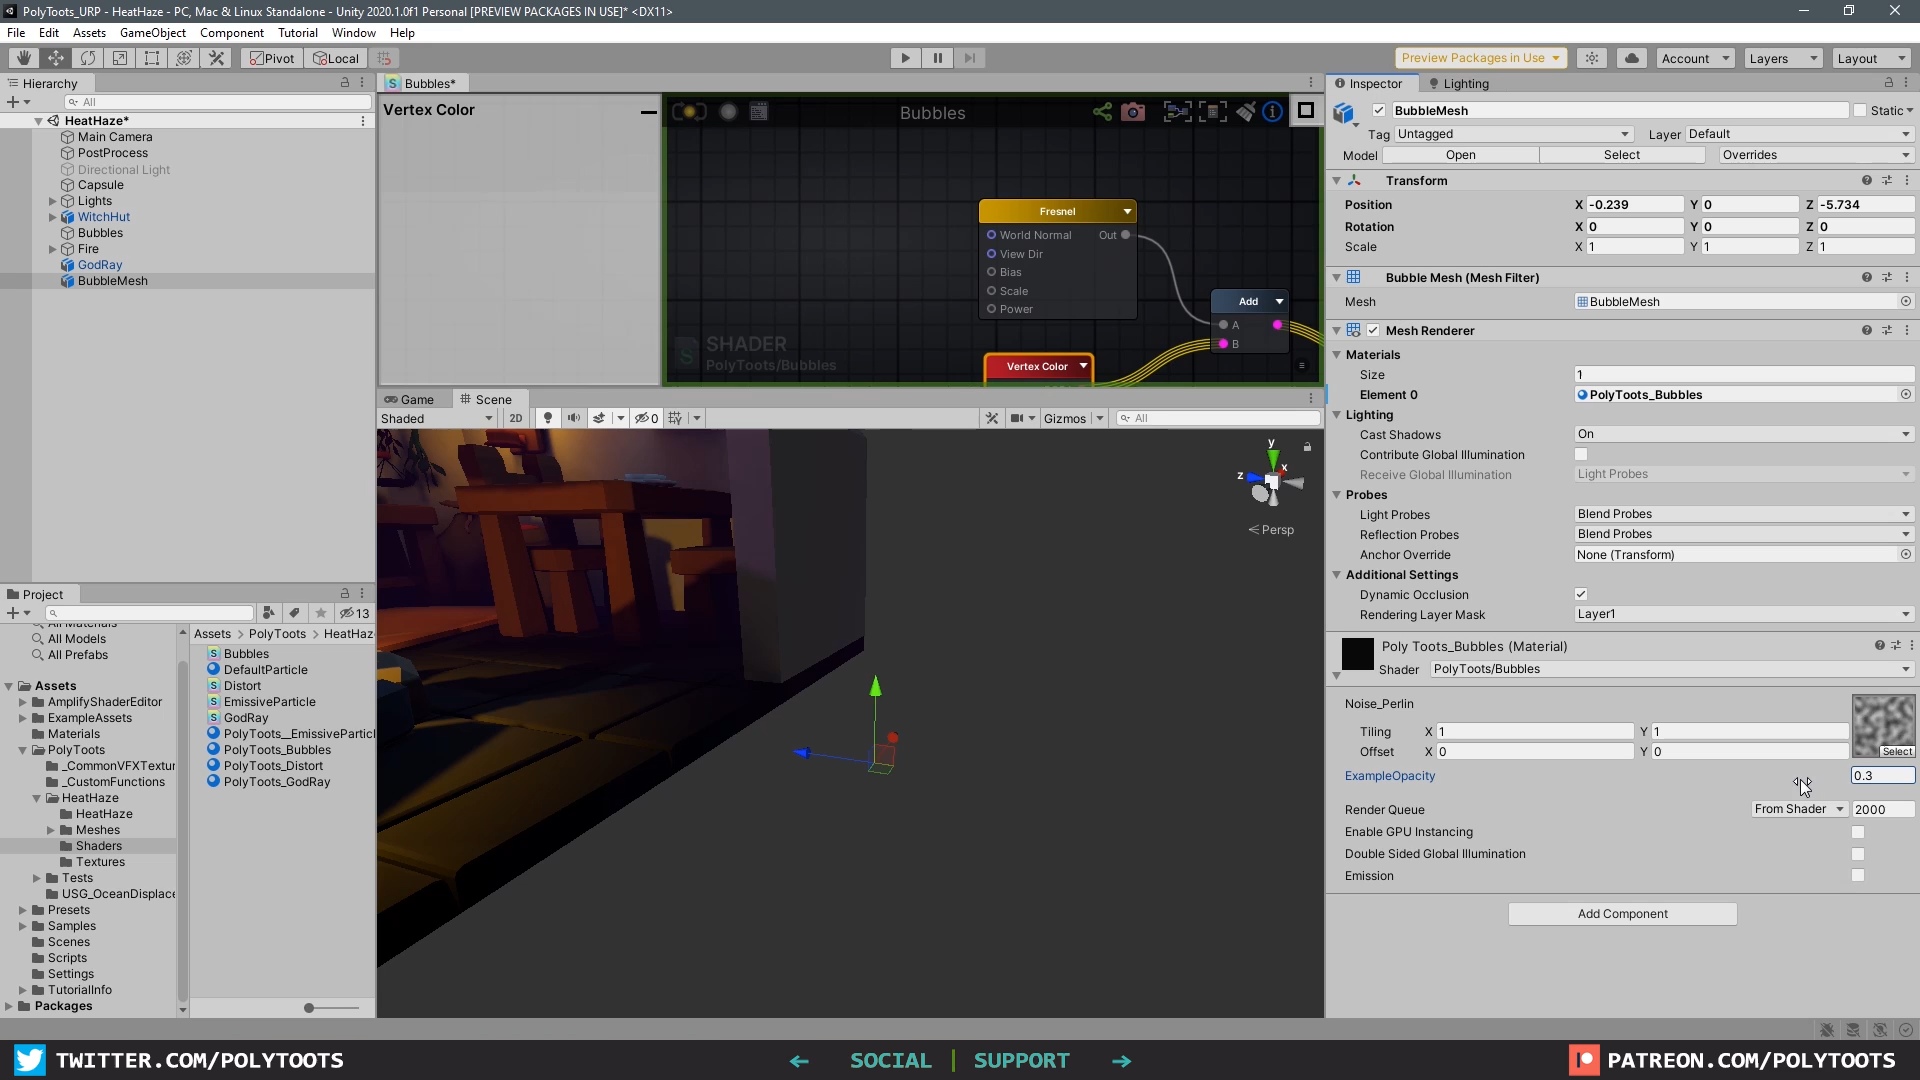 PolyToots_URP - HeatHaze - PC, Mac & Linux Standalone - Unity 2020.1.0f1 Personal [PREVIEW PACKAGES IN USE]* <DX11>
File Edit Assets GameObject Component Tutorial Window Help
Pivot Local
Preview Packages in Use Account Layers Layout
Hierarchy
All
HeatHaze*
Main Camera
PostProcess
Directional Light
Capsule
Lights
WitchHut
Bubbles
Fire
GodRay
BubbleMesh
Bubbles*
Vertex Color
Bubbles
Fresnel
World Normal Out
View Dir
Bias
Scale
Power
Add
A
B
Vertex Color
SHADER
PolyToots/Bubbles
Game Scene
Shaded 2D 0 Gizmos All
y
x
z
Persp
Project
13
All Materials
All Models
All Prefabs
Assets
AmplifyShaderEditor
ExampleAssets
Materials
PolyToots
_CommonVFXTextur
_CustomFunctions
HeatHaze
HeatHaze
Meshes
Shaders
Textures
Tests
USG_OceanDisplace
Presets
Samples
Scenes
Scripts
Settings
TutorialInfo
Packages
Assets > PolyToots > HeatHaz
Bubbles
DefaultParticle
Distort
EmissiveParticle
GodRay
PolyToots__EmissiveParticl
PolyToots_Bubbles
PolyToots_Distort
PolyToots_GodRay
Inspector Lighting
BubbleMesh Static
Tag Untagged Layer Default
Model Open Select Overrides
Transform
Position X -0.239 Y 0 Z -5.734
Rotation X 0 Y 0 Z 0
Scale X 1 Y 1 Z 1
Bubble Mesh (Mesh Filter)
Mesh BubbleMesh
Mesh Renderer
Materials
Size 1
Element 0 PolyToots_Bubbles
Lighting
Cast Shadows On
Contribute Global Illumination
Receive Global Illumination Light Probes
Probes
Light Probes Blend Probes
Reflection Probes Blend Probes
Anchor Override None (Transform)
Additional Settings
Dynamic Occlusion
Rendering Layer Mask Layer1
Poly Toots_Bubbles (Material)
Shader PolyToots/Bubbles
Noise_Perlin
Tiling X 1 Y 1
Offset X 0 Y 0
Select
ExampleOpacity 0.3
Render Queue From Shader 2000
Enable GPU Instancing
Double Sided Global Illumination
Emission
Add Component
TWITTER.COM/POLYTOOTS ← SOCIAL | SUPPORT → PATREON.COM/POLYTOOTS